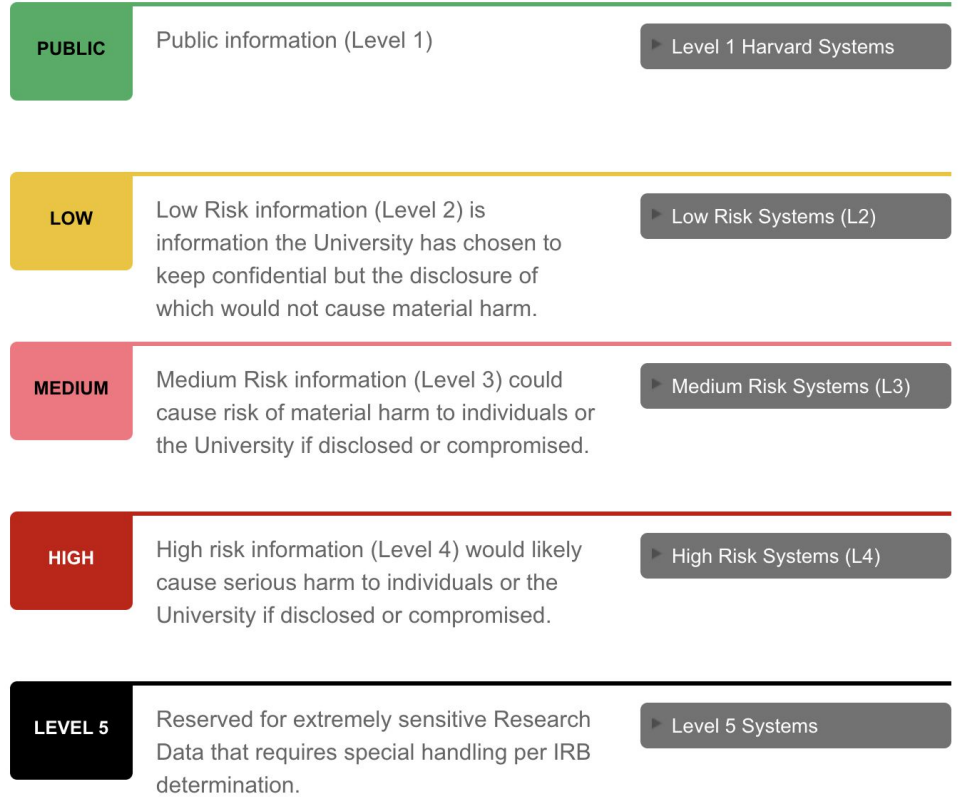 PUBLIC
Public information (Level 1)
Level 1 Harvard Systems
LOW
Low Risk information (Level 2) is
information the University has chosen to
keep confidential but the disclosure of
which would not cause material harm.
Low Risk Systems (L2)
MEDIUM
Medium Risk information (Level 3) could
cause risk of material harm to individuals or
the University if disclosed or compromised.
Medium Risk Systems (L3)
HIGH
High risk information (Level 4) would likely
cause serious harm to individuals or the
University if disclosed or compromised.
High Risk Systems (L4)
LEVEL 5
Reserved for extremely sensitive Research
Data that requires special handling per IRB
determination.
Level 5 Systems